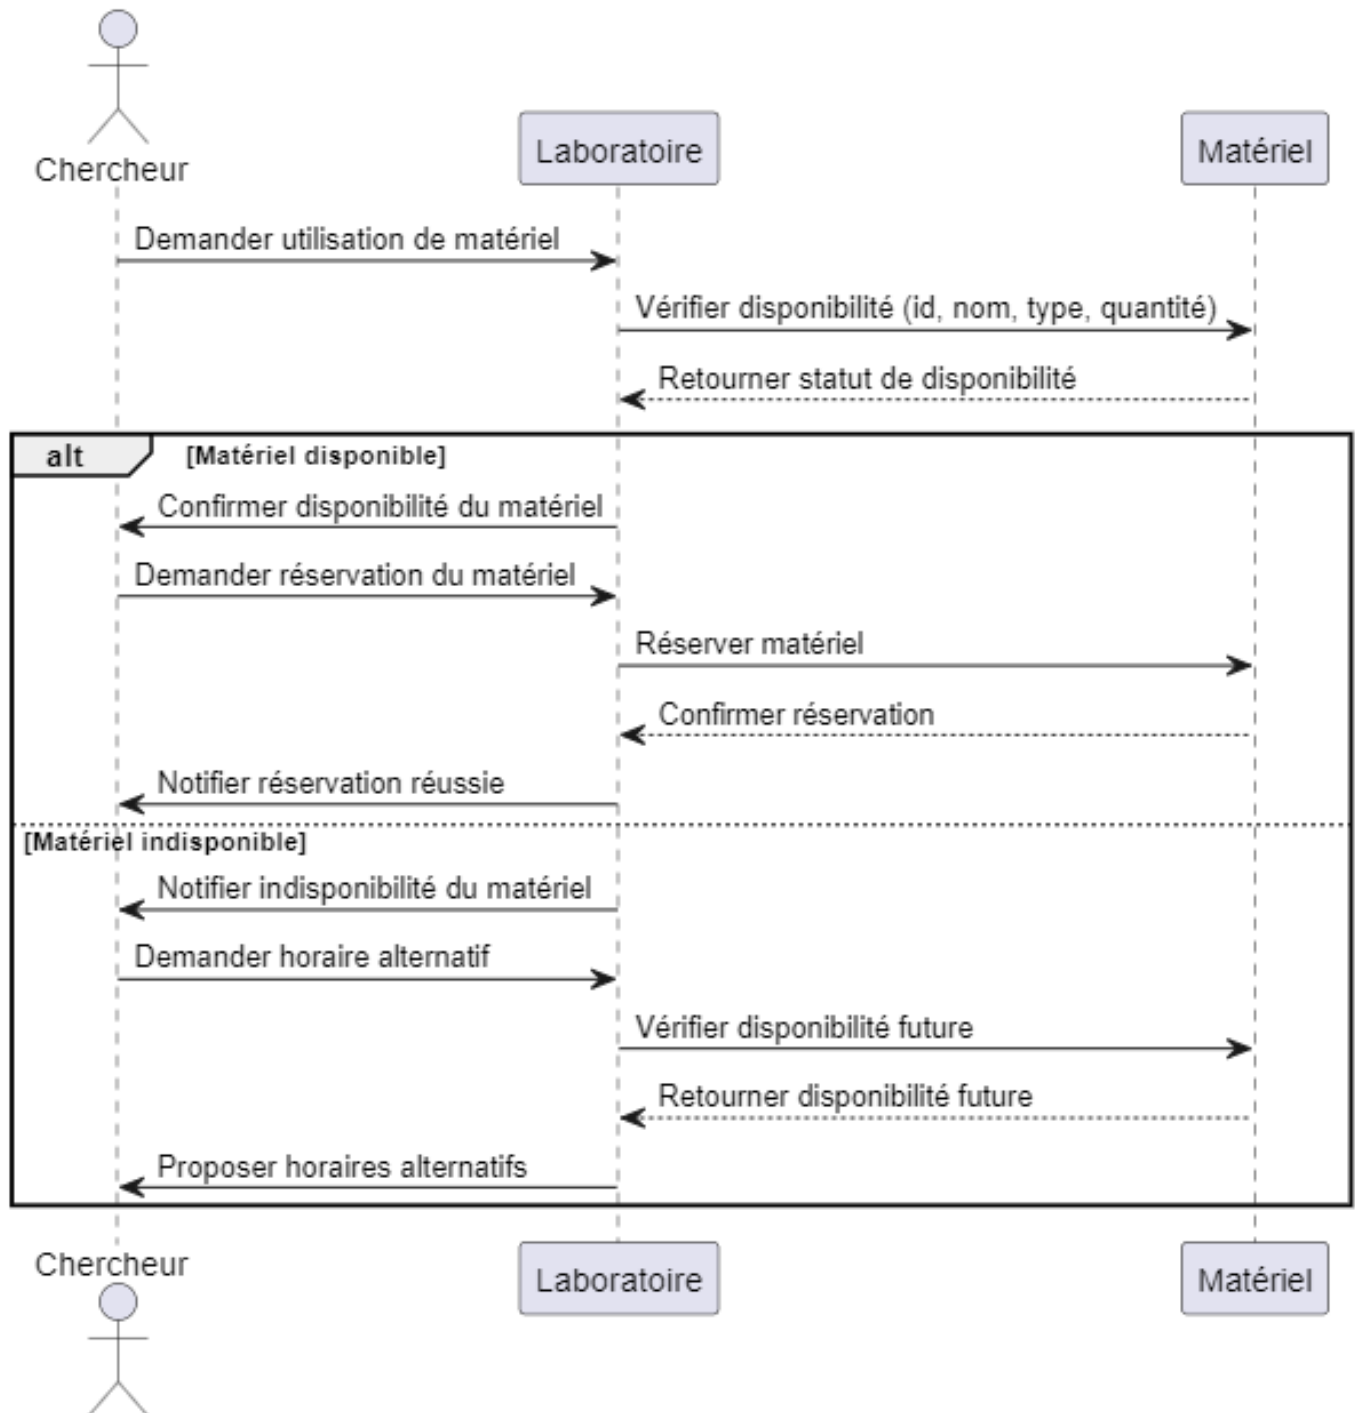 Chercheur
Laboratoire
Matériel
Demander utilisation de matériel
Vérifier disponibilité (id, nom, type, quantité)
Retourner statut de disponibilité
alt
[Matériel disponible]
Confirmer disponibilité du matériel
Demander réservation du matériel
Réserver matériel
Confirmer réservation
Notifier réservation réussie
[Matériel indisponible]
Notifier indisponibilité du matériel
Demander horaire alternatif
Vérifier disponibilité future
Retourner disponibilité future
Proposer horaires alternatifs
Chercheur
Laboratoire
Matériel